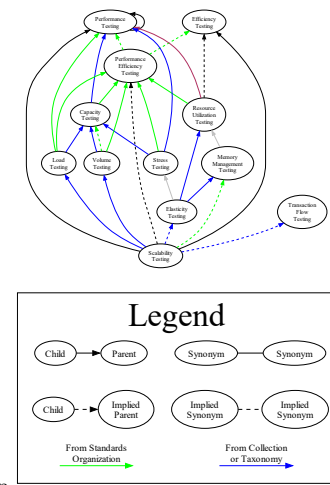 Performance
Testing
Efficiency
Testing
Performance
Efficiency
Testing
Capacity
Testing
Resource
Utilization
Testing
Load
Testing
Volume
Testing
Stress
Testing
Memory
Management
Testing
Elasticity
Testing
Transaction
Flow
Testing
Scalability
Testing
Legend
Child
Parent
Synonym
Synonym
Child
Implied
Parent
Implied
Synonym
Implied
Synonym
From Standards
Organization
From Collection
or Taxonomy